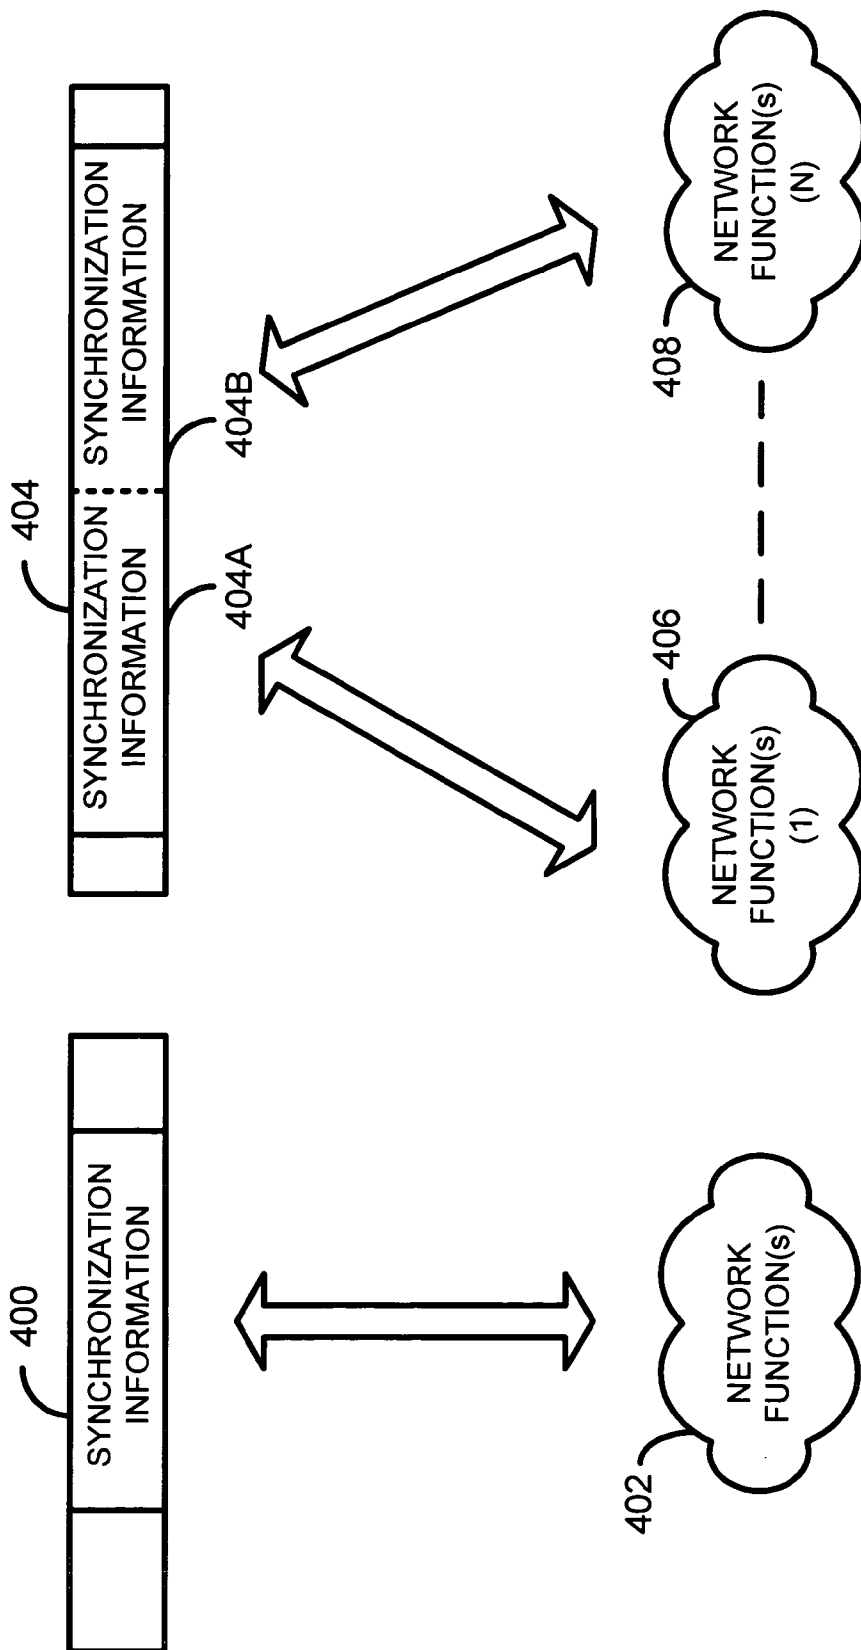 400
SYNCHRONIZATION
INFORMATION
404
SYNCHRONIZATION
INFORMATION
SYNCHRONIZATION
INFORMATION
404A
404B
402
NETWORK
FUNCTION(s)
406
NETWORK
FUNCTION(s)
(1)
408
NETWORK
FUNCTION(s)
(N)